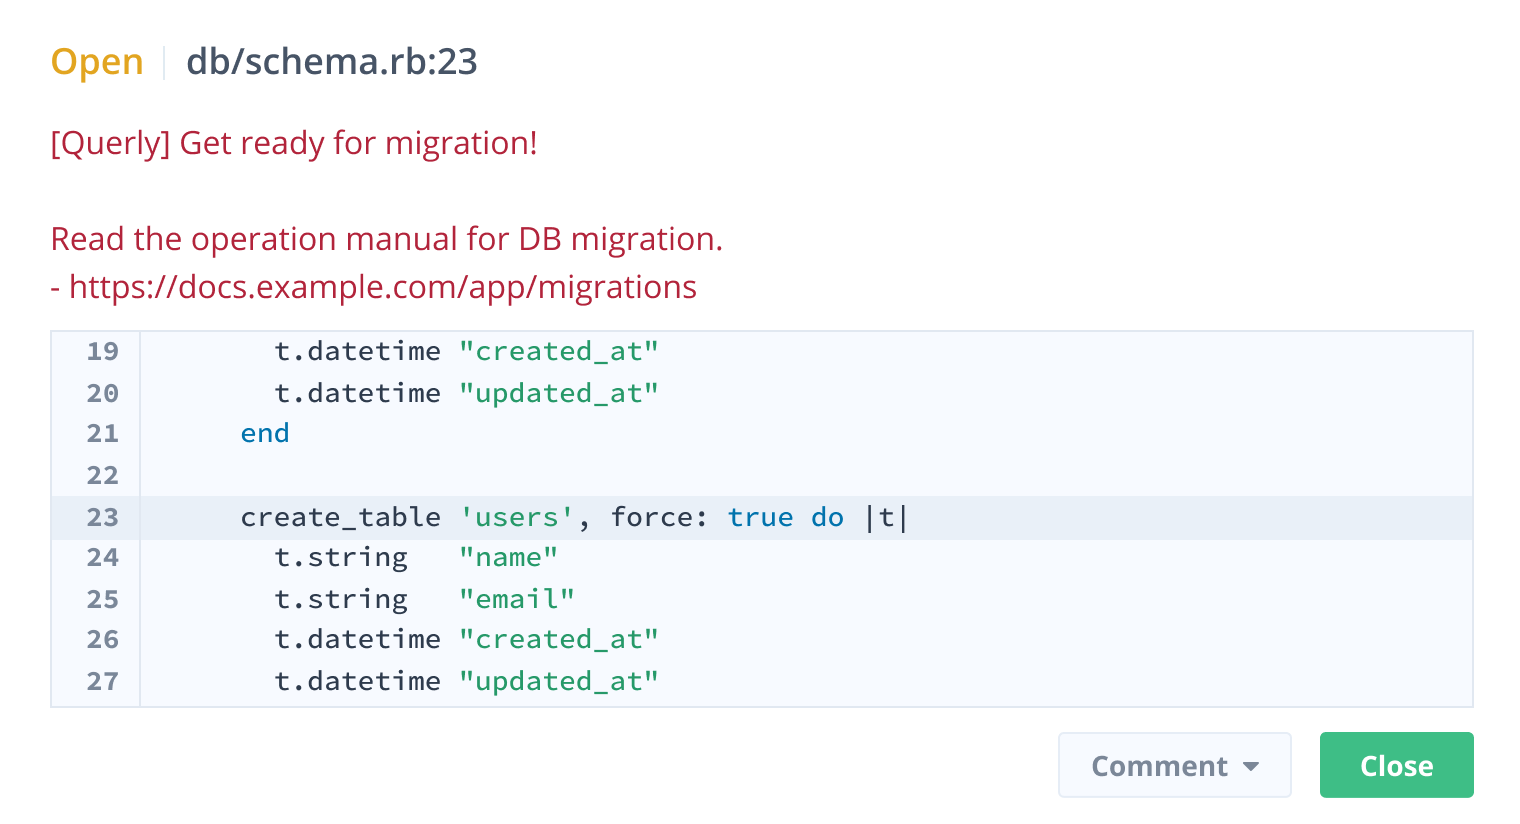 Open db/schema.rb:23
[Querly] Get ready for migration!
Read the operation manual for DB migration.
- https://docs.example.com/app/migrations
19 t.datetime "created_at"
20 t.datetime "updated_at"
21 end
22
23 create_table 'users', force: true do |t|
24 t.string "name"
25 t.string "email"
26 t.datetime "created_at"
27 t.datetime "updated_at"
Comment Close